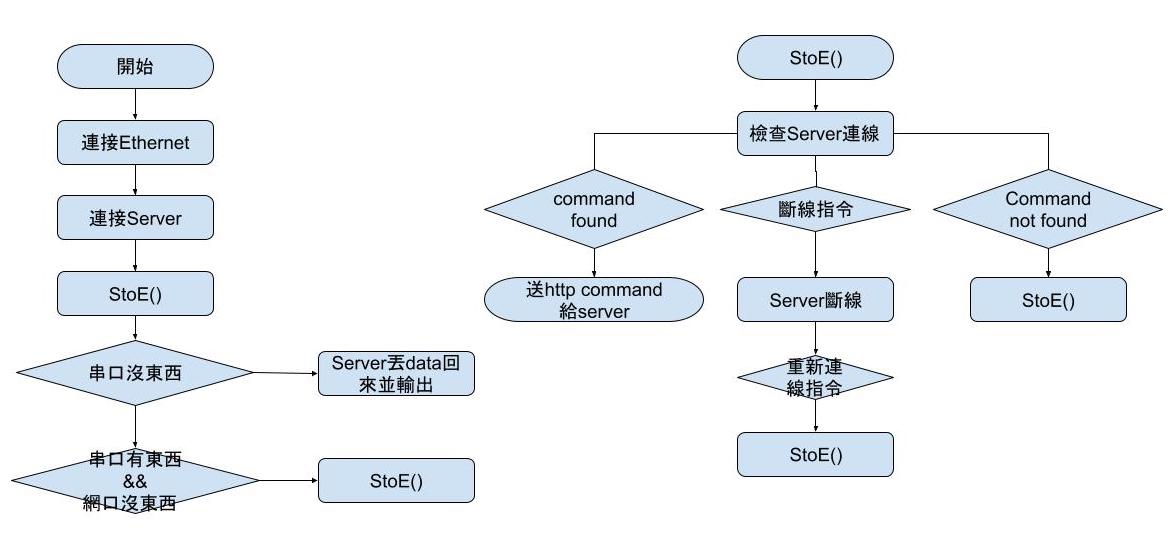 開始
連接Ethernet
連接Server
StoE()
串口沒東西
Server丟data回
來並輸出
串口有東西
&&
網口沒東西
StoE()
StoE()
檢查Server連線
command
found
斷線指令
Command
not found
送http command
給server
Server斷線
StoE()
重新連
線指令
StoE()